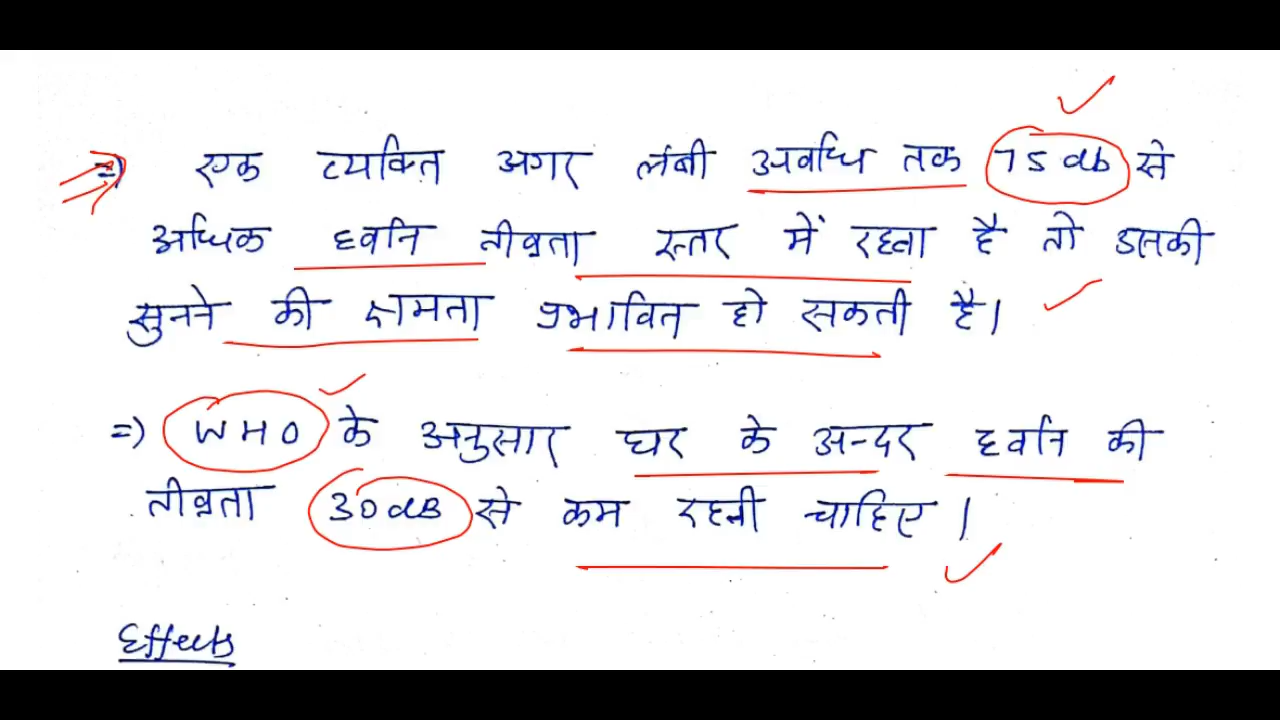 => एक व्यक्ति अगर लंबी अवधि तक 75 db से
अधिक ध्वनि तीव्रता स्तर में रहता है तो उसकी
सुनने की क्षमता प्रभावित हो सकती है।
=> WHO के अनुसार घर के अन्दर ध्वनि की
तीव्रता 30 dB से कम रहनी चाहिए।
Effects